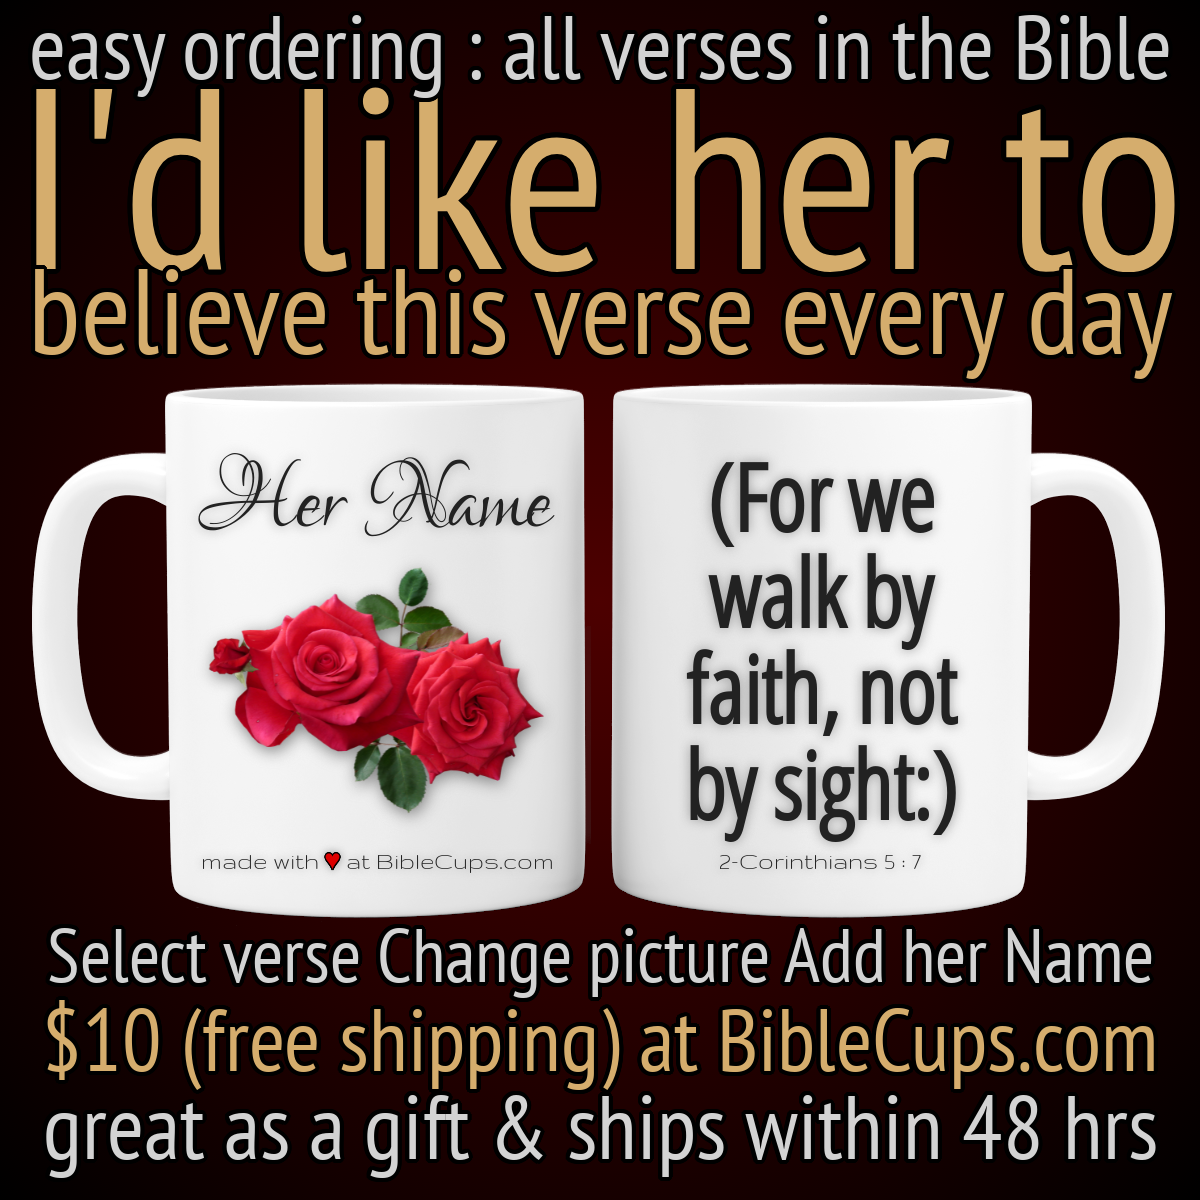 easy ordering : all verses in the Bible
I'd like her to
believe this verse every day
Her Name
made with ❤ at BibleCups.com
(For we
walk by
faith, not
by sight:)
2-Corinthians 5 : 7
Select verse Change picture Add her Name
$10 (free shipping) at BibleCups.com
great as a gift & ships within 48 hrs